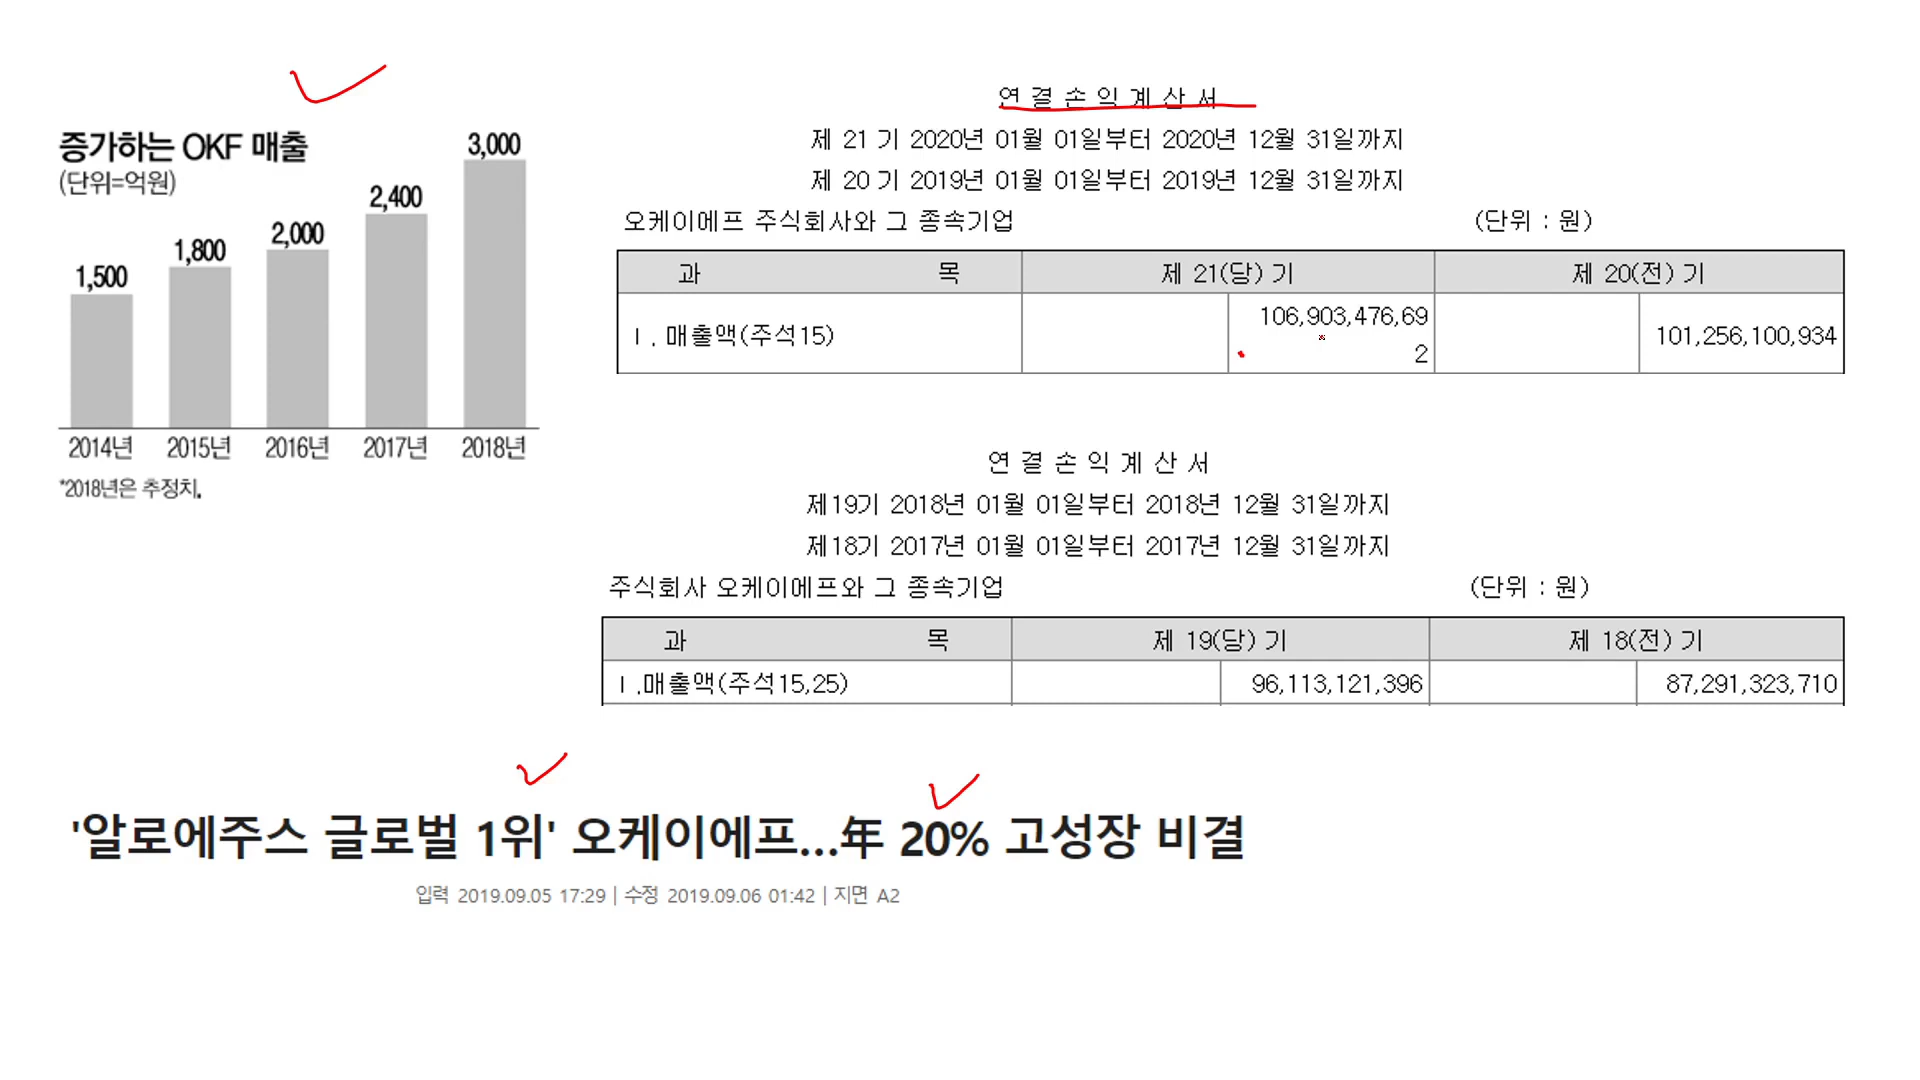 증가하는 OKF 매출
(단위=억원)
1,500
1,800
2,000
2,400
3,000
2014년 2015년 2016년 2017년 2018년
*2018년은 추정치.
연 결 손 익 계 산 서
제 21 기 2020년 01월 01일부터 2020년 12월 31일까지
제 20 기 2019년 01월 01일부터 2019년 12월 31일까지
오케이에프 주식회사와 그 종속기업 (단위 : 원)
과 목 제 21(당) 기 제 20(전) 기
Ⅰ. 매출액(주석15) 106,903,476,69 101,256,100,934
2
연 결 손 익 계 산 서
제19기 2018년 01월 01일부터 2018년 12월 31일까지
제18기 2017년 01월 01일부터 2017년 12월 31일까지
주식회사 오케이에프와 그 종속기업 (단위 : 원)
과 목 제 19(당) 기 제 18(전) 기
Ⅰ.매출액(주석15,25) 96,113,121,396 87,291,323,710
'알로에주스 글로벌 1위' 오케이에프...年 20% 고성장 비결
입력 2019.09.05 17:29 | 수정 2019.09.06 01:42 | 지면 A2